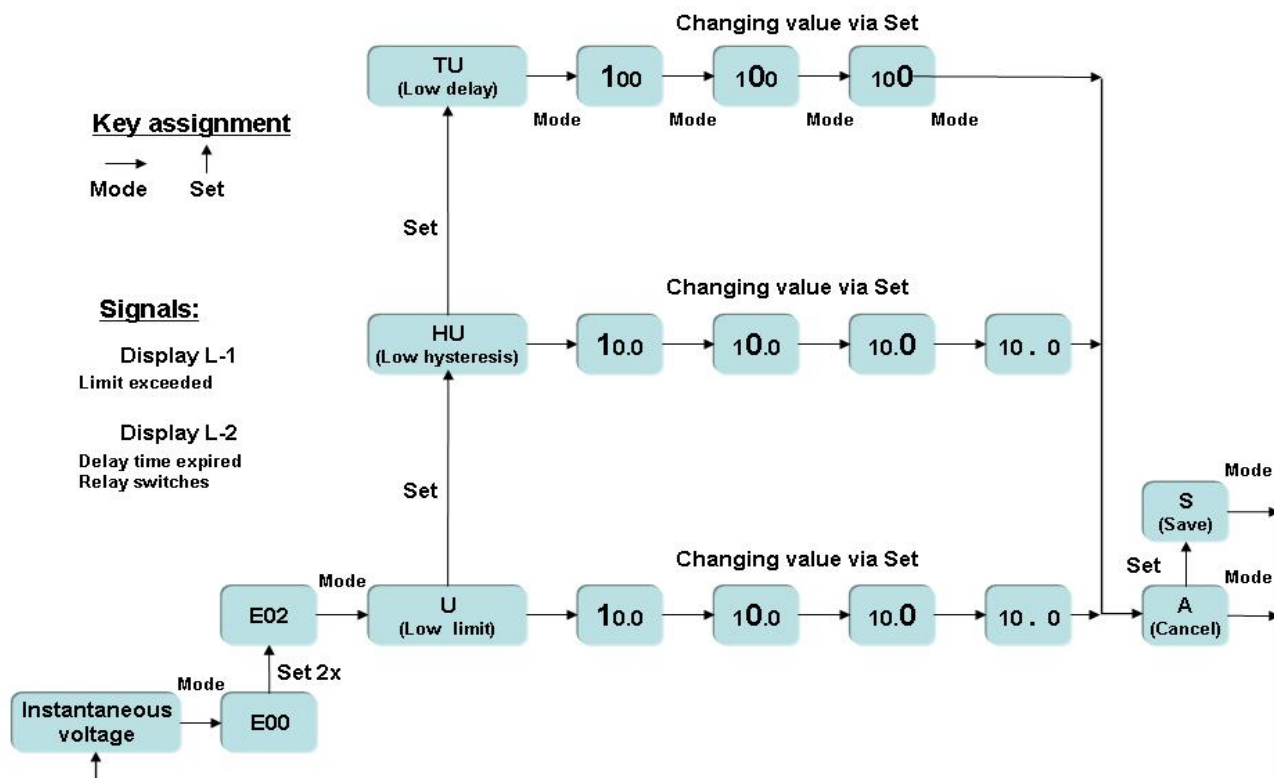 Changing value via Set
TU
(Low delay)
100
100
100
Mode
Mode
Mode
Mode
Key assignment
Mode
Set
Set
Signals:
Display L-1
Limit exceeded
Display L-2
Delay time expired
Relay switches
Changing value via Set
HU
(Low hysteresis)
10.0
10.0
10.0
10 . 0
Set
Mode
S
(Save)
Set
Mode
A
(Cancel)
Changing value via Set
Mode
E02
U
(Low limit)
10.0
10.0
10.0
10 . 0
Set 2x
Mode
Instantaneous
voltage
E00